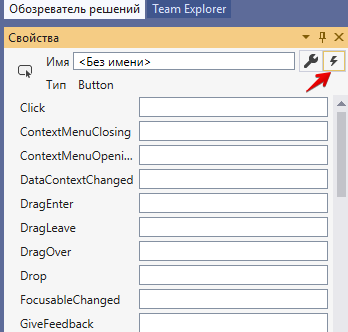 Обозреватель решений Team Explorer
Свойства
Имя <Без имени>
Тип Button
Click
ContextMenuClosing
ContextMenuOpeni...
DataContextChanged
DragEnter
DragLeave
DragOver
Drop
FocusableChanged
GiveFeedback